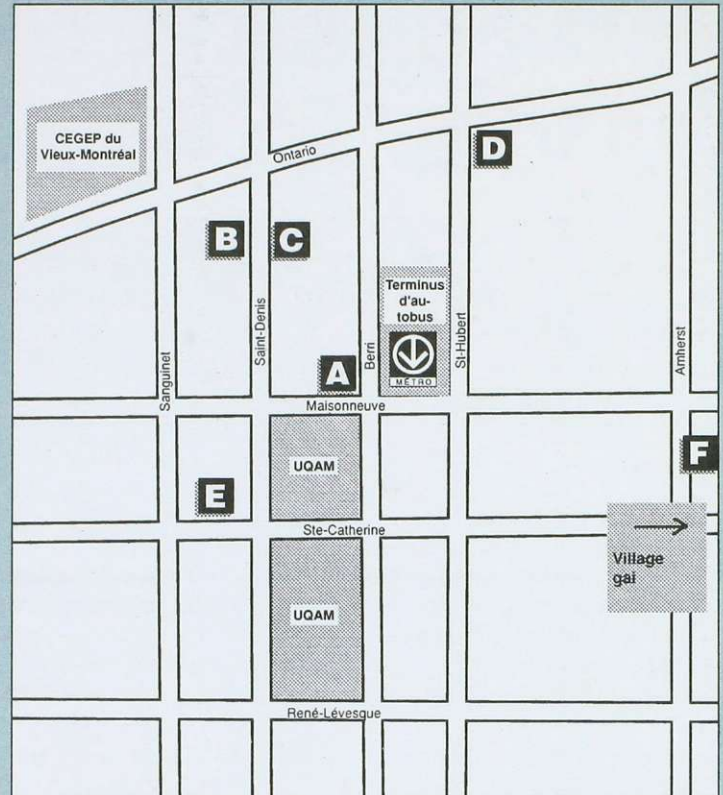 CEGEP du
Vieux-Montréal
Ontario
D
B
C
Terminus
d'au-
tobus
MÉTRO
Sanguinet
Saint-Denis
Berri
St-Hubert
Amherst
A
Maisonneuve
UQAM
E
F
Ste-Catherine
Village
gai
UQAM
René-Lévesque